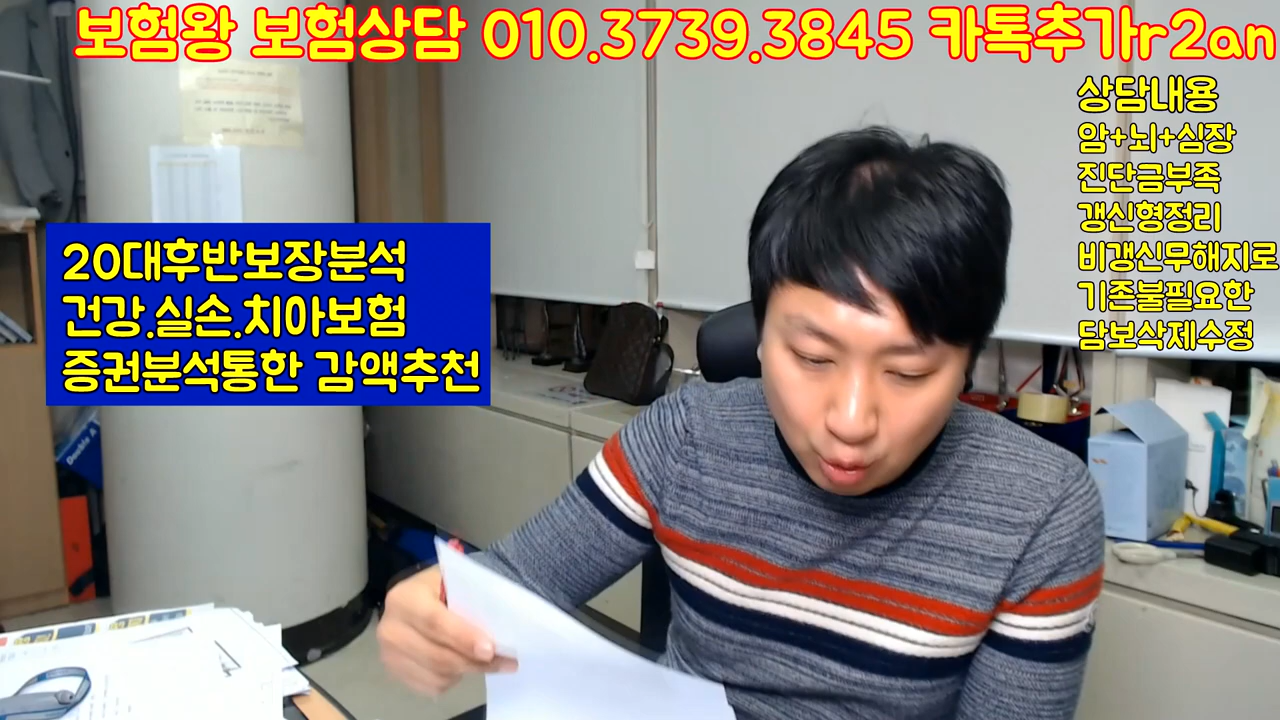 보험왕 보험상담 010.3739.3845 카톡추가r2an
상담내용
암+뇌+심장
진단금부족
갱신형정리
비갱신무해지로
기존불필요한
담보삭제수정
20대후반보장분석
건강.실손.치아보험
증권분석통한 감액추천
Double A